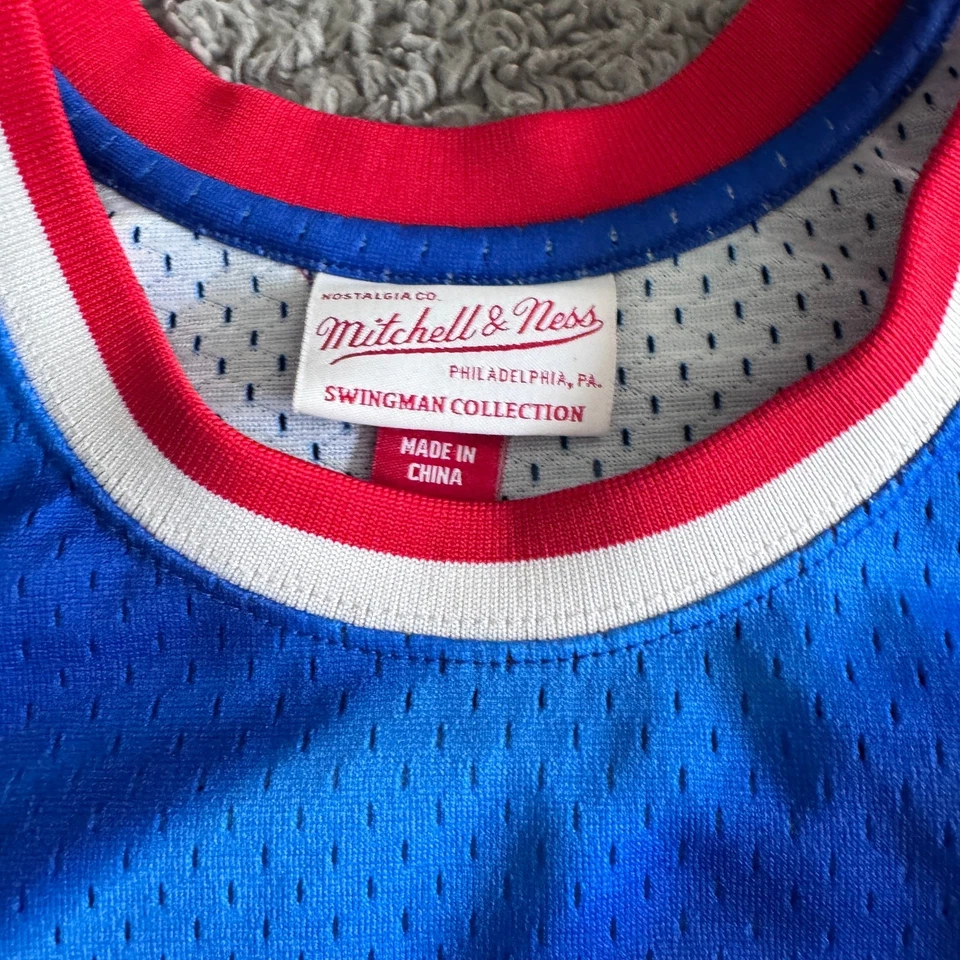 NOSTALGIA CO.
Mitchell & Ness
PHILADELPHIA, PA.
SWINGMAN COLLECTION
MADE IN
CHINA